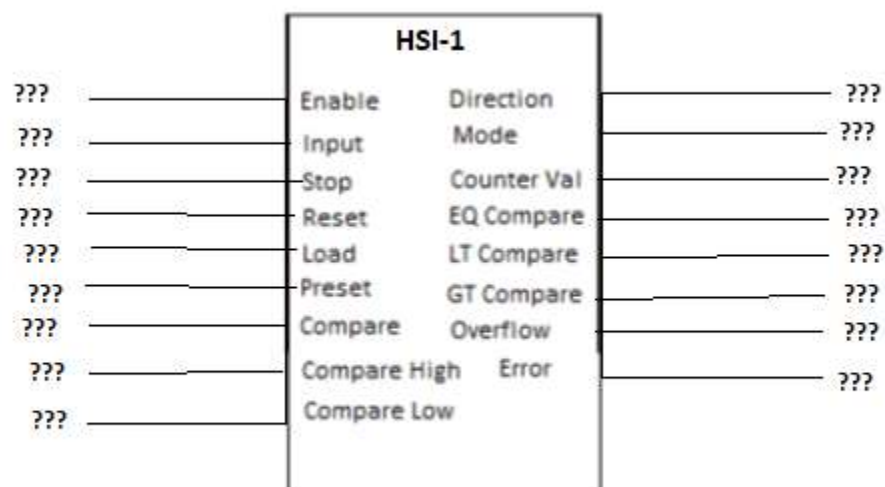 HSI-1
??? Enable Direction ???
??? Input Mode ???
??? Stop Counter Val ???
??? Reset EQ Compare ???
??? Load LT Compare ???
??? Preset GT Compare ???
??? Compare Overflow ???
??? Compare High Error ???
??? Compare Low